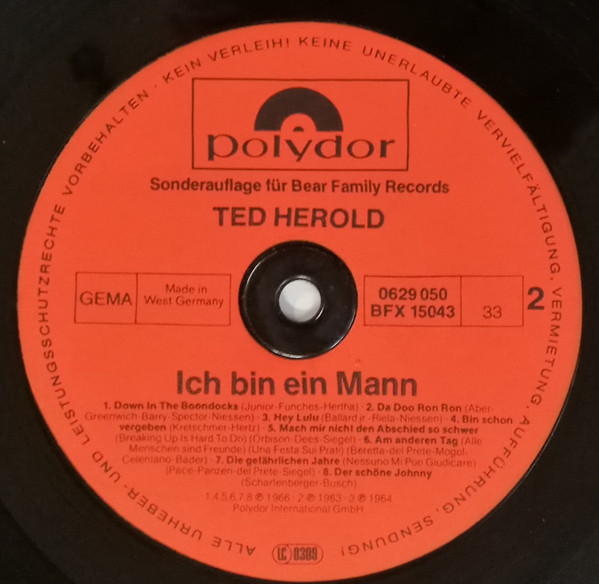 polydor
Sonderauflage für Bear Family Records
TED HEROLD
GEMA
Made in
West Germany
0629 050
BFX 15043
33
2
Ich bin ein Mann
1. Down In The Boondocks (Junior-Funches-Hertha) · 2. Da Doo Ron Ron (Aber-
Greenwich-Barry-Spector-Niessen) · 3. Hey Lulu (Ballard jr.-Riela-Niessen) · 4. Bin schon
vergeben (Kretschmer-Hertz) · 5. Mach mir nicht den Abschied so schwer
(Breaking Up Is Hard To Do) (Orbison-Dees-Siegel) · 6. Am anderen Tag (Alle
Menschen sind Freunde) (Una Festa Sui Prati) (Beretta-del Prete-Mogol-
Celentano-Bader) · 7. Die gefährlichen Jahre (Nessuno Mi Puo Giudicare)
(Pace-Panzeri-del Prete-Siegel) · 8. Der schöne Johnny
(Scharfenberger-Busch)
1,4,5,6,7,8 ℗ 1966 · 2 ℗ 1963 · 3 ℗ 1964
Polydor International GmbH
LC 0309
ALLE URHEBER- UND LEISTUNGSSCHUTZRECHTE VORBEHALTEN · KEIN VERLEIH! KEINE UNERLAUBTE VERVIELFÄLTIGUNG, VERMIETUNG, AUFFÜHRUNG, SENDUNG!